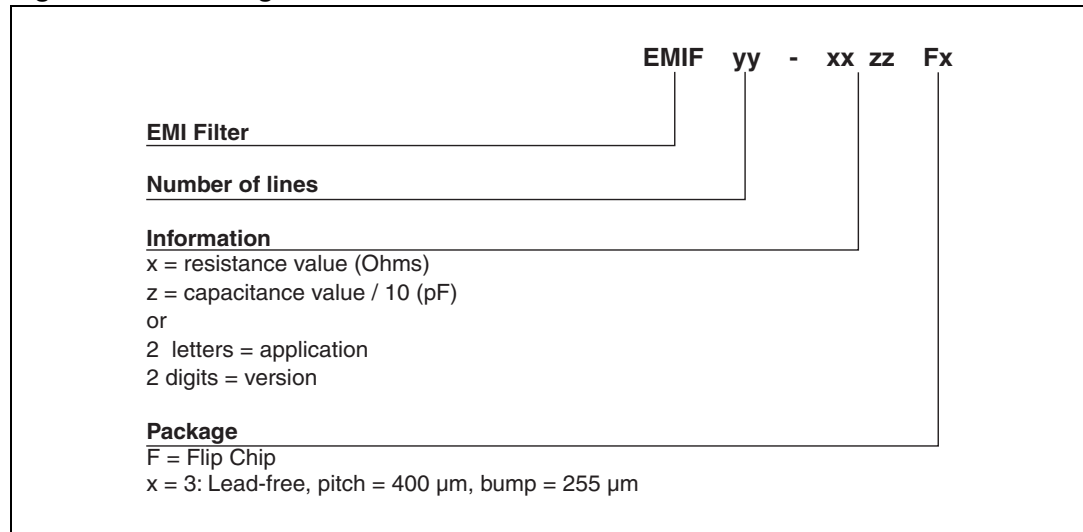 EMIF yy - xx zz Fx
EMI Filter
Number of lines
Information
x = resistance value (Ohms)
z = capacitance value / 10 (pF)
or
2 letters = application
2 digits = version
Package
F = Flip Chip
x = 3: Lead-free, pitch = 400 µm, bump = 255 µm